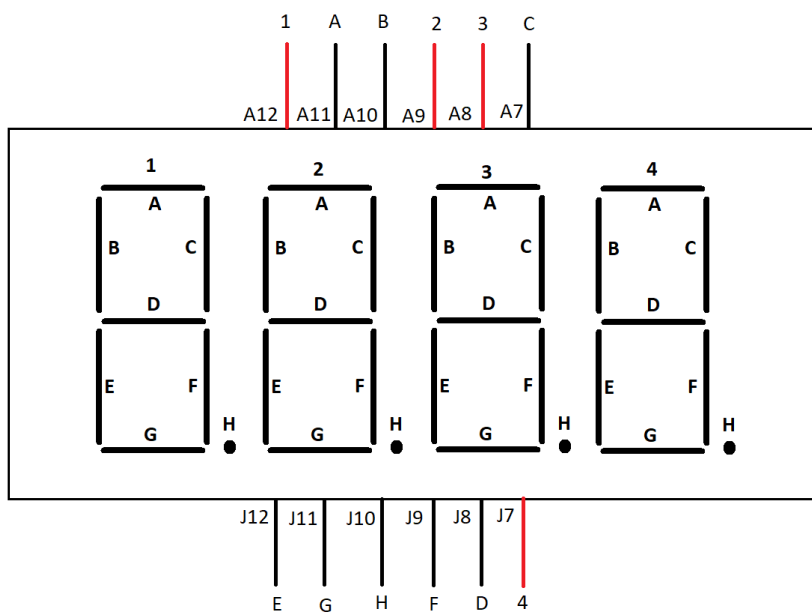 1 A B 2 3 C
A12 A11 A10 A9 A8 A7
1 2 3 4
A A A A
B C B C B C B C
D D D D
E F E F E F E F
H H H H
G G G G
J12 J11 J10 J9 J8 J7
E G H F D 4